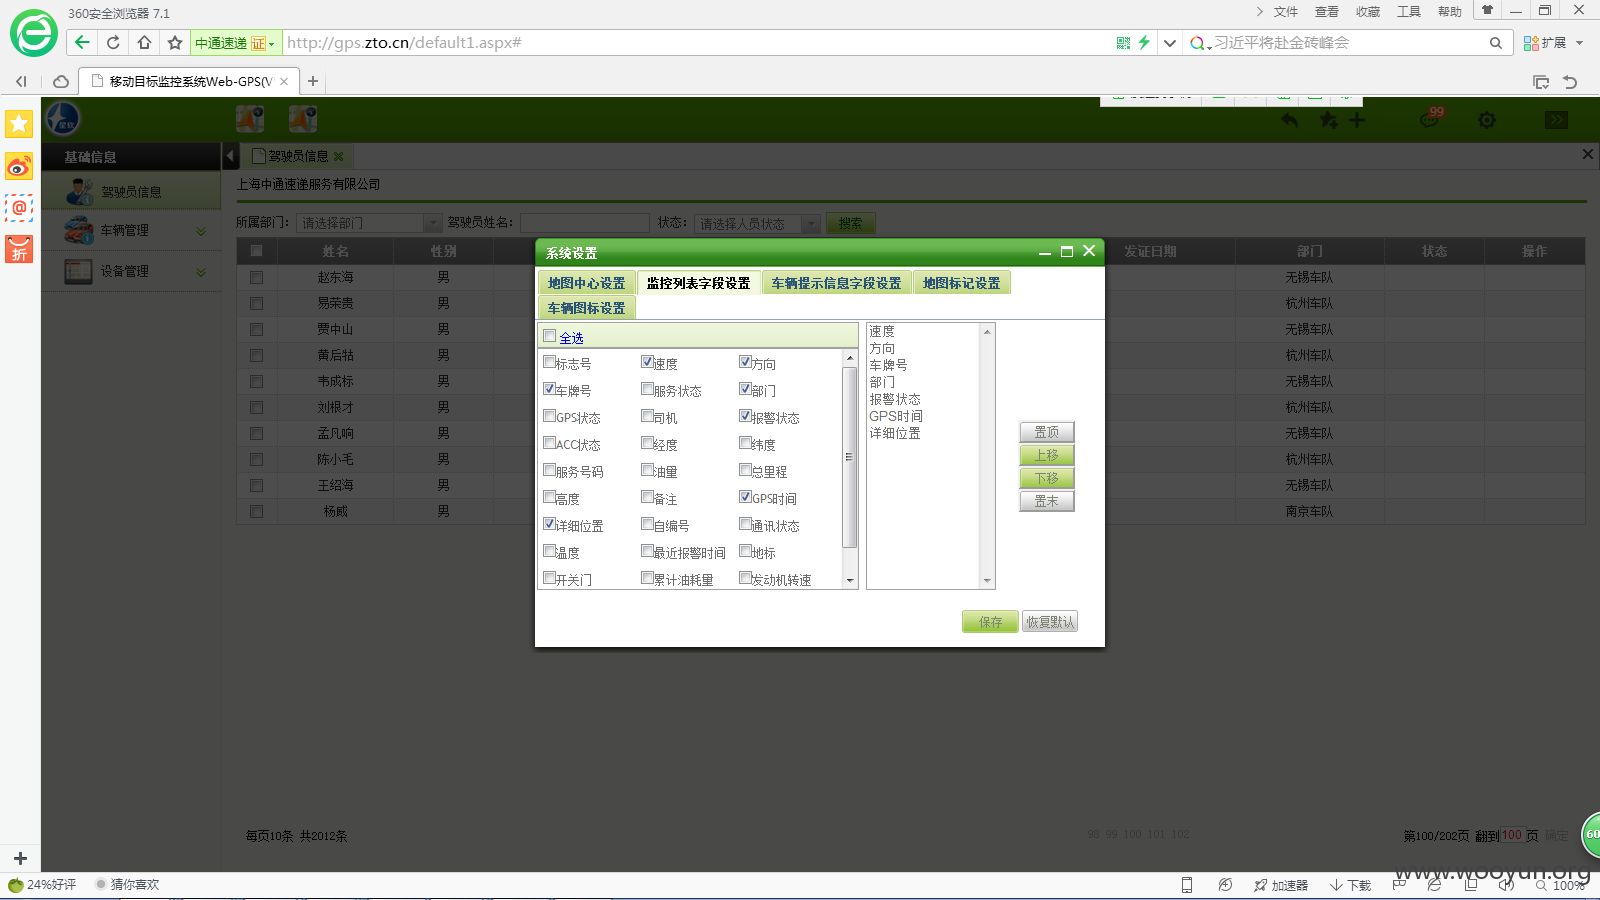 360安全浏览器 7.1
文件 查看 收藏 工具 帮助
中通速递 证 http://gps.zto.cn/default1.aspx# 习近平将赴金砖峰会 扩展
移动目标监控系统Web-GPS(V
99
基础信息
驾驶员信息
车辆管理
设备管理
驾驶员信息
上海中通速递服务有限公司
所属部门： 请选择部门 驾驶员姓名： 状态： 请选择人员状态 搜索
姓名 性别 发证日期 部门 状态 操作
赵东海 男 无锡车队
易荣贵 男 杭州车队
贾中山 男 无锡车队
黄后牯 男 杭州车队
韦成标 男 无锡车队
刘根才 男 杭州车队
孟凡响 男 无锡车队
陈小毛 男 杭州车队
王绍海 男 无锡车队
杨威 男 南京车队
系统设置
地图中心设置 监控列表字段设置 车辆提示信息字段设置 地图标记设置
车辆图标设置
全选
标志号 速度 方向
车牌号 服务状态 部门
GPS状态 司机 报警状态
ACC状态 经度 纬度
服务号码 油量 总里程
高度 备注 GPS时间
详细位置 自编号 通讯状态
温度 最近报警时间 地标
开关门 累计油耗量 发动机转速
速度
方向
车牌号
部门
报警状态
GPS时间
详细位置
置顶
上移
下移
置末
保存 恢复默认
每页10条 共2012条 98 99 100 101 102 第100/202页 翻到 100 页 确定
60
www.wooyun.org
24%好评 猜你喜欢 加速器 下载 100%
折